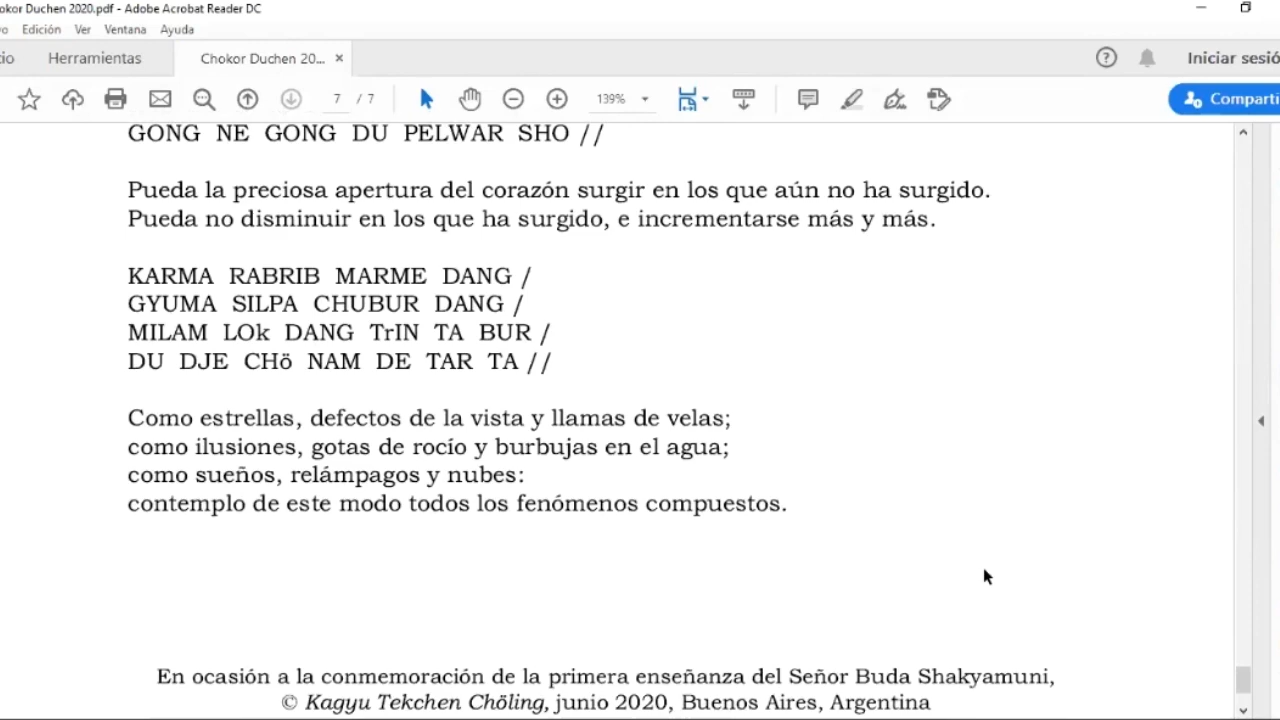 okor Duchen 2020.pdf - Adobe Acrobat Reader DC
o Edición Ver Ventana Ayuda
io Herramientas Chokor Duchen 20... × Iniciar sesió
7 / 7 139% Comparti
GONG NE GONG DU PELWAR SHO //
Pueda la preciosa apertura del corazón surgir en los que aún no ha surgido.
Pueda no disminuir en los que ha surgido, e incrementarse más y más.
KARMA RABRIB MARME DANG /
GYUMA SILPA CHUBUR DANG /
MILAM LOk DANG TrIN TA BUR /
DU DJE CHö NAM DE TAR TA //
Como estrellas, defectos de la vista y llamas de velas;
como ilusiones, gotas de rocío y burbujas en el agua;
como sueños, relámpagos y nubes:
contemplo de este modo todos los fenómenos compuestos.
En ocasión a la conmemoración de la primera enseñanza del Señor Buda Shakyamuni,
© Kagyu Tekchen Chöling, junio 2020, Buenos Aires, Argentina